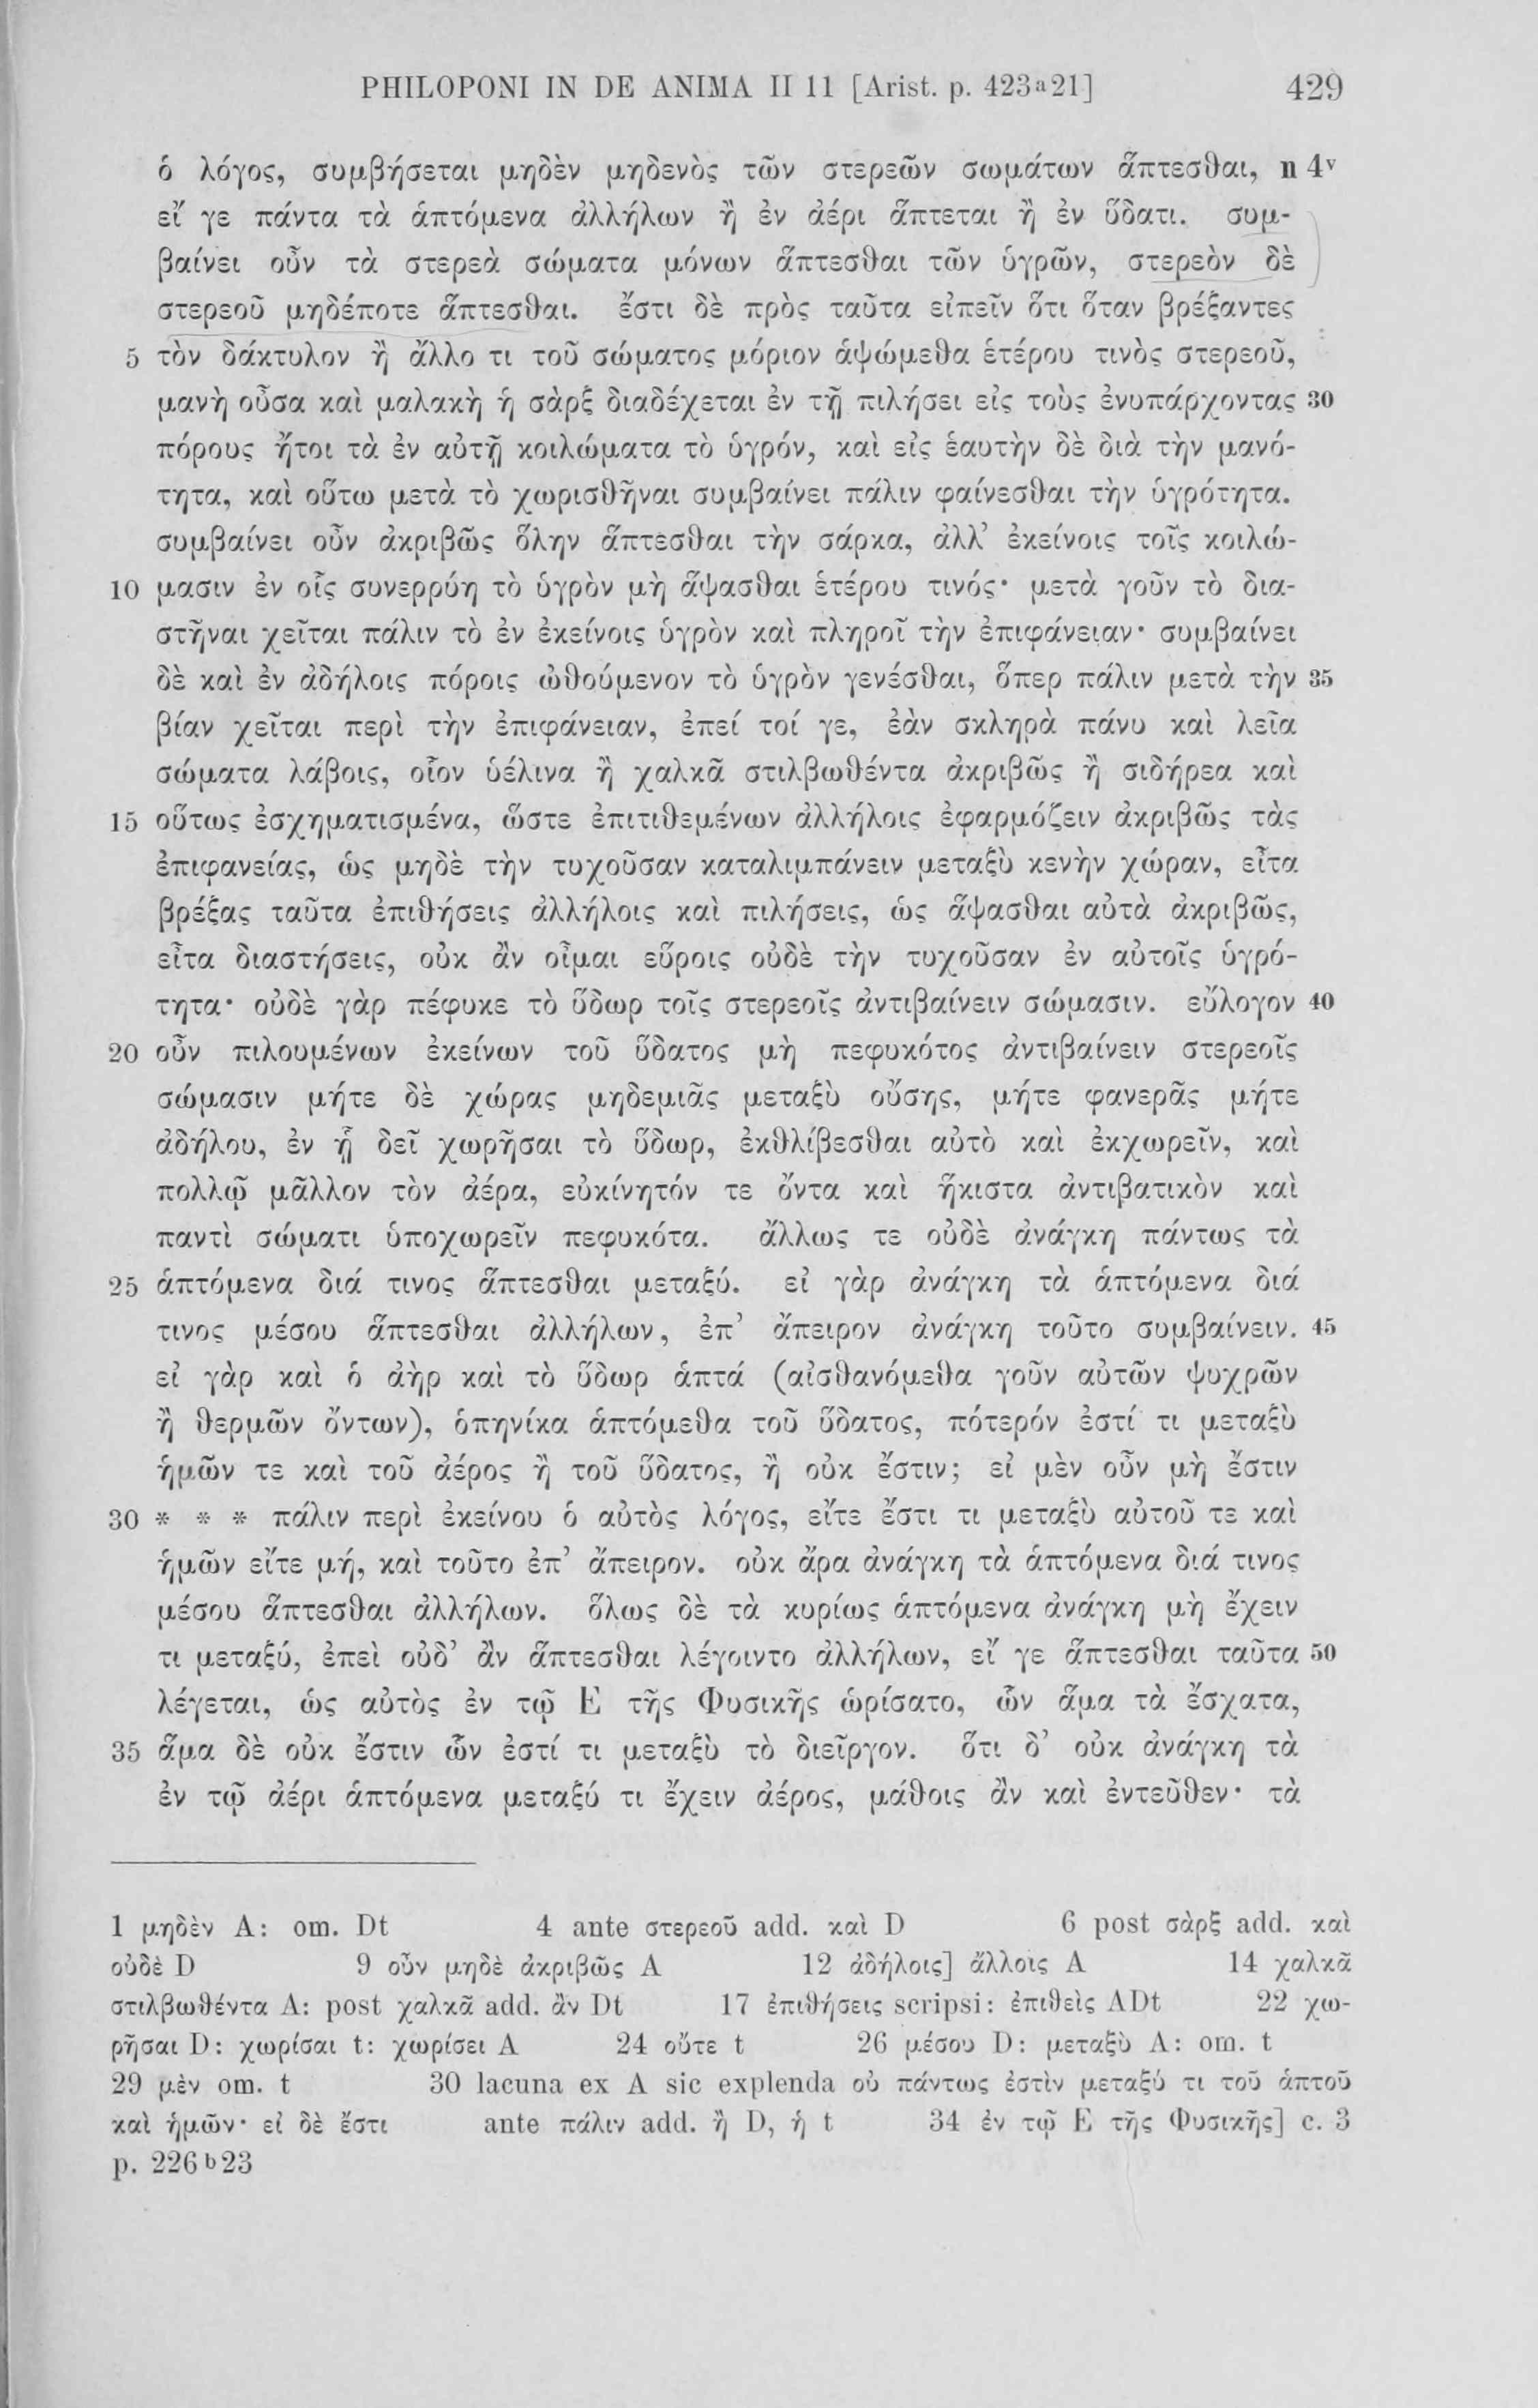 PHILOPONI IN DE ANIMA II 11 [Arist. p. 423a21] 429
ὁ λόγος, συμβήσεται μηδὲν μηδενὸς τῶν στερεῶν σωμάτων ἅπτεσθαι, n 4v
εἴ γε πάντα τὰ ἁπτόμενα ἀλλήλων ἢ ἐν ἀέρι ἅπτεται ἢ ἐν ὕδατι. συμ-
βαίνει οὖν τὰ στερεὰ σώματα μόνων ἅπτεσθαι τῶν ὑγρῶν, στερεὸν δὲ
στερεοῦ μηδέποτε ἅπτεσθαι. ἔστι δὲ πρὸς ταῦτα εἰπεῖν ὅτι ὅταν βρέξαντες
5 τὸν δάκτυλον ἢ ἄλλο τι τοῦ σώματος μόριον ἁψώμεθα ἑτέρου τινὸς στερεοῦ,
μανὴ οὖσα καὶ μαλακὴ ἡ σὰρξ διαδέχεται ἐν τῇ πιλήσει εἰς τοὺς ἐνυπάρχοντας 30
πόρους ἤτοι τὰ ἐν αὐτῇ κοιλώματα τὸ ὑγρόν, καὶ εἰς ἑαυτὴν δὲ διὰ τὴν μανό-
τητα, καὶ οὕτω μετὰ τὸ χωρισθῆναι συμβαίνει πάλιν φαίνεσθαι τὴν ὑγρότητα.
συμβαίνει οὖν ἀκριβῶς ὅλην ἅπτεσθαι τὴν σάρκα, ἀλλ’ ἐκείνοις τοῖς κοιλώ-
10 μασιν ἐν οἷς συνερρύη τὸ ὑγρὸν μὴ ἅψασθαι ἑτέρου τινός· μετὰ γοῦν τὸ δια-
στῆναι χεῖται πάλιν τὸ ἐν ἐκείνοις ὑγρὸν καὶ πληροῖ τὴν ἐπιφάνειαν· συμβαίνει
δὲ καὶ ἐν ἀδήλοις πόροις ὠθούμενον τὸ ὑγρὸν γενέσθαι, ὅπερ πάλιν μετὰ τὴν 35
βίαν χεῖται περὶ τὴν ἐπιφάνειαν, ἐπεί τοί γε, ἐὰν σκληρὰ πάνυ καὶ λεῖα
σώματα λάβοις, οἷον ὑέλινα ἢ χαλκᾶ στιλβωθέντα ἀκριβῶς ἢ σιδήρεα καὶ
15 οὕτως ἐσχηματισμένα, ὥστε ἐπιτιθεμένων ἀλλήλοις ἐφαρμόζειν ἀκριβῶς τὰς
ἐπιφανείας, ὡς μηδὲ τὴν τυχοῦσαν καταλιμπάνειν μεταξὺ κενὴν χώραν, εἶτα
βρέξας ταῦτα ἐπιθήσεις ἀλλήλοις καὶ πιλήσεις, ὡς ἅψασθαι αὐτὰ ἀκριβῶς,
εἶτα διαστήσεις, οὐκ ἂν οἶμαι εὕροις οὐδὲ τὴν τυχοῦσαν ἐν αὐτοῖς ὑγρό-
τητα· οὐδὲ γὰρ πέφυκε τὸ ὕδωρ τοῖς στερεοῖς ἀντιβαίνειν σώμασιν. εὔλογον 40
20 οὖν πιλουμένων ἐκείνων τοῦ ὕδατος μὴ πεφυκότος ἀντιβαίνειν στερεοῖς
σώμασιν μήτε δὲ χώρας μηδεμιᾶς μεταξὺ οὔσης, μήτε φανερᾶς μήτε
ἀδήλου, ἐν ᾗ δεῖ χωρῆσαι τὸ ὕδωρ, ἐκθλίβεσθαι αὐτὸ καὶ ἐκχωρεῖν, καὶ
πολλῷ μᾶλλον τὸν ἀέρα, εὐκίνητόν τε ὄντα καὶ ἥκιστα ἀντιβατικὸν καὶ
παντὶ σώματι ὑποχωρεῖν πεφυκότα. ἄλλως τε οὐδὲ ἀνάγκη πάντως τὰ
25 ἁπτόμενα διά τινος ἅπτεσθαι μεταξύ. εἰ γὰρ ἀνάγκη τὰ ἁπτόμενα διά
τινος μέσου ἅπτεσθαι ἀλλήλων, ἐπ’ ἄπειρον ἀνάγκη τοῦτο συμβαίνειν. 45
εἰ γὰρ καὶ ὁ ἀὴρ καὶ τὸ ὕδωρ ἁπτά (αἰσθανόμεθα γοῦν αὐτῶν ψυχρῶν
ἢ θερμῶν ὄντων), ὁπηνίκα ἁπτόμεθα τοῦ ὕδατος, πότερόν ἐστί τι μεταξὺ
ἡμῶν τε καὶ τοῦ ἀέρος ἢ τοῦ ὕδατος, ἢ οὐκ ἔστιν; εἰ μὲν οὖν μὴ ἔστιν
30 * * * πάλιν περὶ ἐκείνου ὁ αὐτὸς λόγος, εἴτε ἔστι τι μεταξὺ αὐτοῦ τε καὶ
ἡμῶν εἴτε μή, καὶ τοῦτο ἐπ’ ἄπειρον. οὐκ ἄρα ἀνάγκη τὰ ἁπτόμενα διά τινος
μέσου ἅπτεσθαι ἀλλήλων. ὅλως δὲ τὰ κυρίως ἁπτόμενα ἀνάγκη μὴ ἔχειν
τι μεταξύ, ἐπεὶ οὐδ’ ἂν ἅπτεσθαι λέγοιντο ἀλλήλων, εἴ γε ἅπτεσθαι ταῦτα 50
λέγεται, ὡς αὐτὸς ἐν τῷ Ε τῆς Φυσικῆς ὡρίσατο, ὧν ἅμα τὰ ἔσχατα,
35 ἅμα δὲ οὐκ ἔστιν ὧν ἐστί τι μεταξὺ τὸ διεῖργον. ὅτι δ’ οὐκ ἀνάγκη τὰ
ἐν τῷ ἀέρι ἁπτόμενα μεταξύ τι ἔχειν ἀέρος, μάθοις ἂν καὶ ἐντεῦθεν· τὰ
1 μηδὲν A: om. Dt 4 ante στερεοῦ add. καὶ D 6 post σὰρξ add. καὶ
οὐδὲ D 9 οὖν μηδὲ ἀκριβῶς A 12 ἀδήλοις] ἄλλοις A 14 χαλκᾶ
στιλβωθέντα A: post χαλκᾶ add. ἂν Dt 17 ἐπιθήσεις scripsi: ἐπιθεὶς ADt 22 χω-
ρῆσαι D: χωρίσαι t: χωρίσει A 24 οὔτε t 26 μέσου D: μεταξὺ A: om. t
29 μὲν om. t 30 lacuna ex A sic explenda οὐ πάντως ἐστὶν μεταξύ τι τοῦ ἁπτοῦ
καὶ ἡμῶν· εἰ δὲ ἔστι ante πάλιν add. ἢ D, ἡ t 34 ἐν τῷ Ε τῆς Φυσικῆς] c. 3
p. 226b23